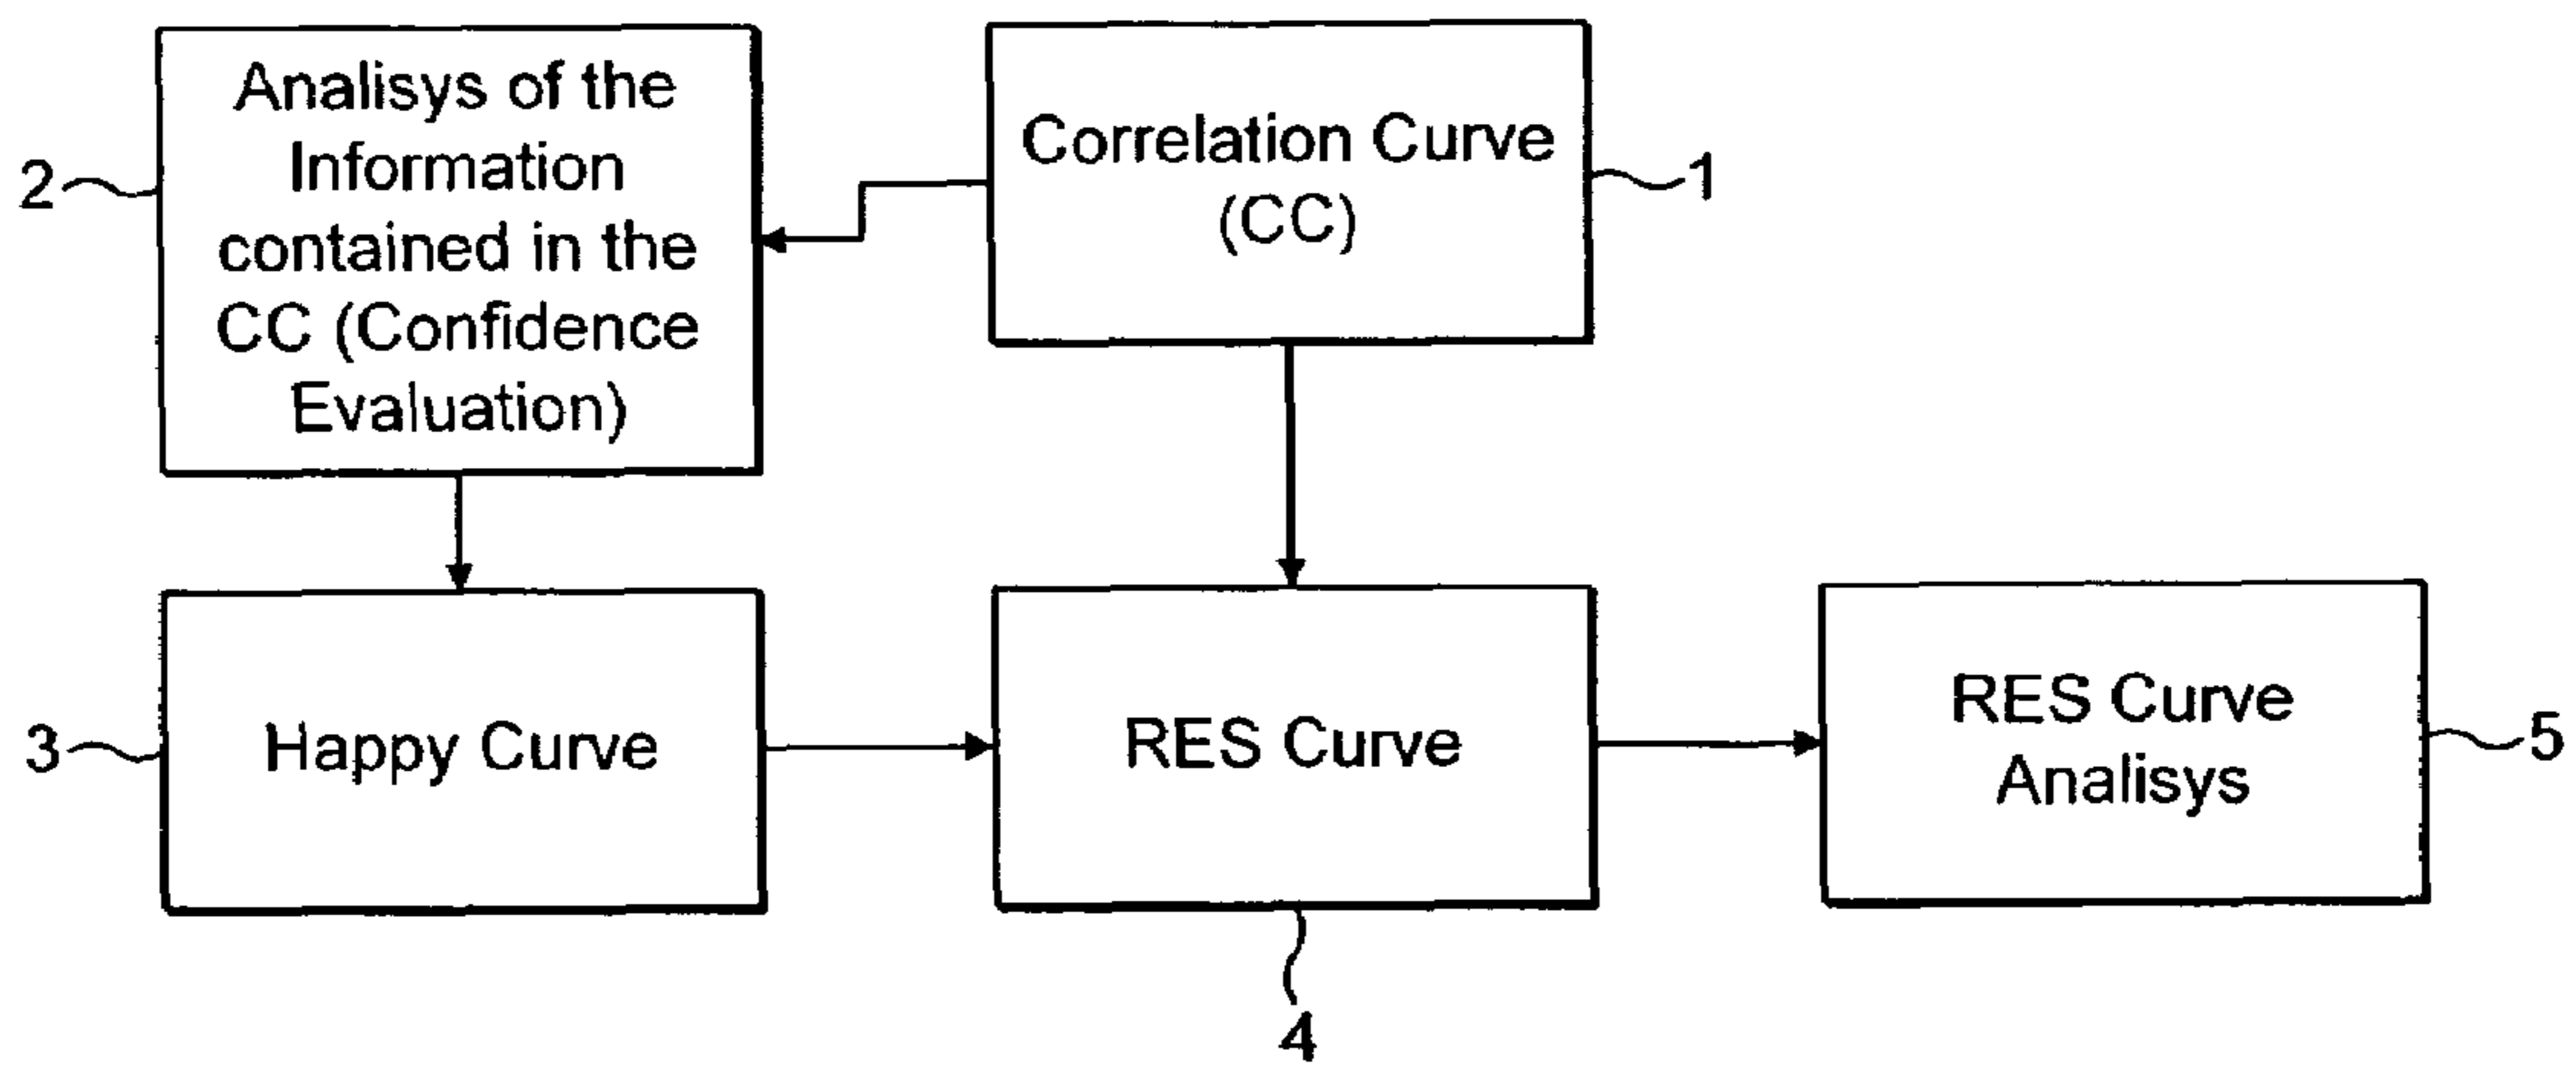 Analisys of the
Information
contained in the
CC (Confidence
Evaluation)
2
Correlation Curve
(CC)
1
3
Happy Curve
RES Curve
4
RES Curve
Analisys
5